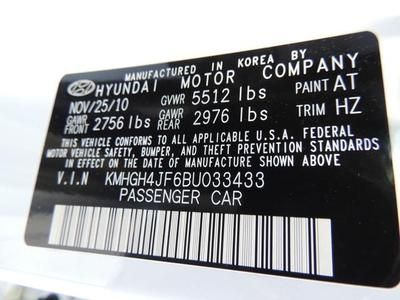 MANUFACTURED IN KOREA BY
HYUNDAI MOTOR COMPANY
NOV/25/10 GVWR 5512 lbs PAINT AT
GAWR FRONT 2756 lbs GAWR REAR 2976 lbs TRIM HZ
THIS VEHICLE CONFORMS TO ALL APPLICABLE U.S.A. FEDERAL
MOTOR VEHICLE SAFETY, BUMPER, AND THEFT PREVENTION STANDARDS
IN EFFECT ON THE DATE OF MANUFACTURE SHOWN ABOVE.
V.I.N KMHGH4JF6BU033433
PASSENGER CAR